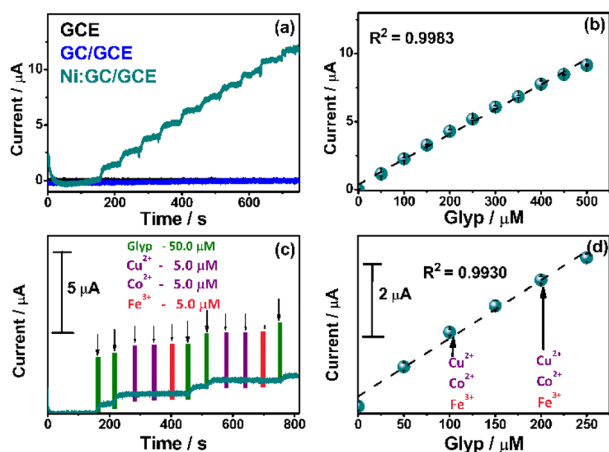 (a)
GCE
GC/GCE
Ni:GC/GCE
Current / μA
10
5
0
200 400 600
Time / s
(b)
R² = 0.9983
Current / μA
10
8
6
4
2
0
0 100 200 300 400 500
Glyp / μM
(c)
Glyp - 50.0 μM
Cu²⁺ - 5.0 μM
Co²⁺ - 5.0 μM
Fe³⁺ - 5.0 μM
5 μA
Current / μA
0 200 400 600 800
Time / s
(d)
R² = 0.9930
2 μA
Cu²⁺
Co²⁺
Fe³⁺
Cu²⁺
Co²⁺
Fe³⁺
Current / μA
0 50 100 150 200 250
Glyp / μM